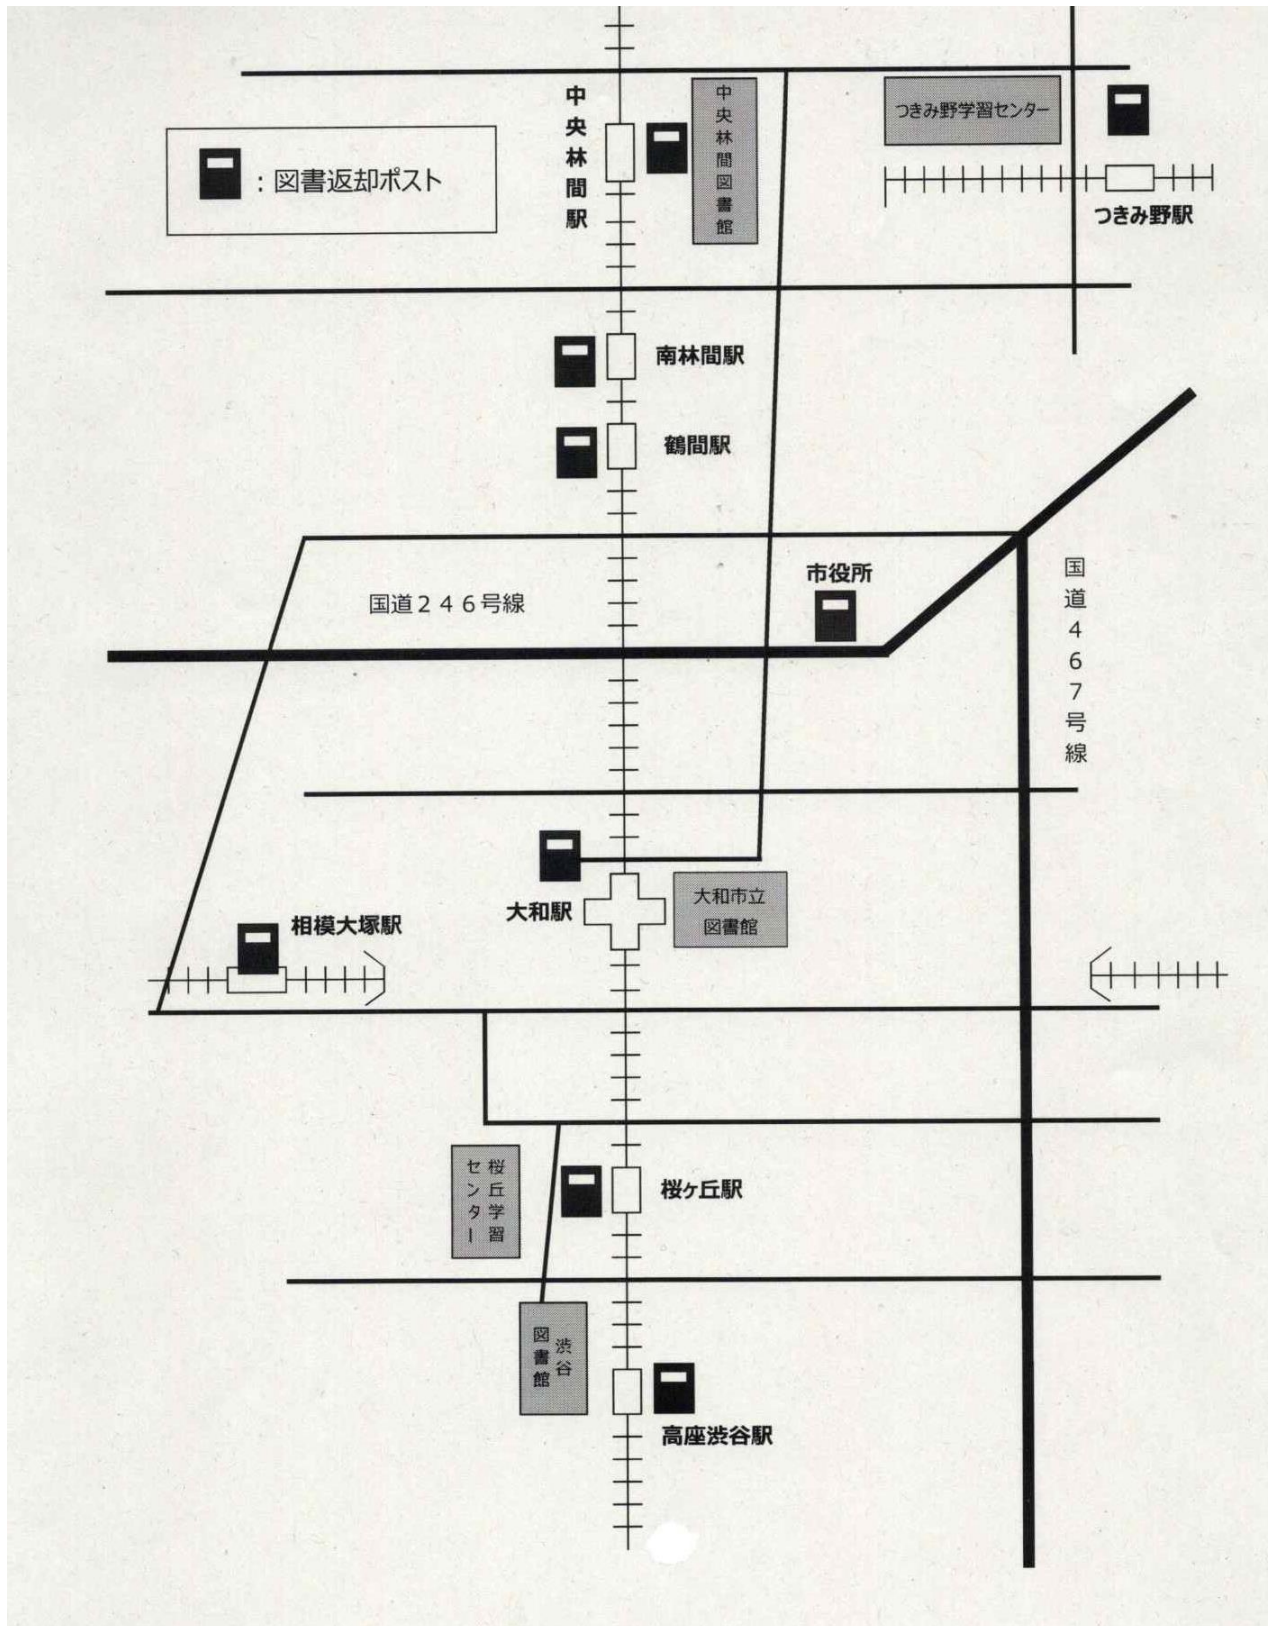 中央林間駅
中央林間図書館
つきみ野学習センター
：図書返却ポスト
つきみ野駅
南林間駅
鶴間駅
市役所
国道２４６号線
国道４６７号線
大和駅
大和市立
図書館
相模大塚駅
桜丘学習
センター
桜ヶ丘駅
渋谷
図書館
高座渋谷駅